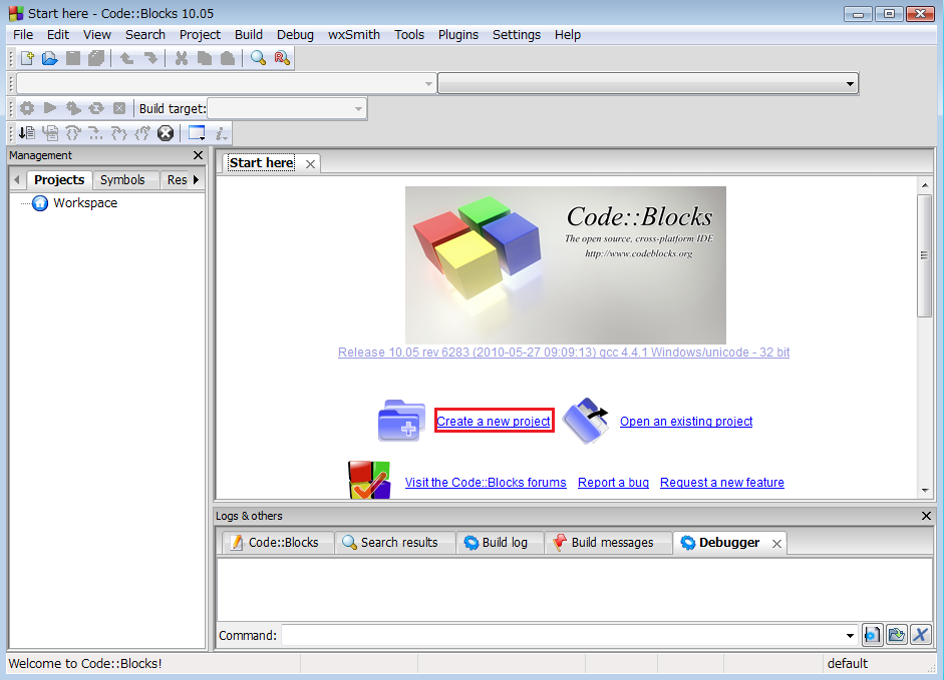 Start here - Code::Blocks 10.05
File Edit View Search Project Build Debug wxSmith Tools Plugins Settings Help
Build target:
Management
Projects Symbols Res
Workspace
Start here
Code::Blocks
The open source, cross-platform IDE
http://www.codeblocks.org
Release 10.05 rev 6283 (2010-05-27 09:09:13) gcc 4.4.1 Windows/unicode - 32 bit
Create a new project Open an existing project
Visit the Code::Blocks forums Report a bug Request a new feature
Logs & others
Code::Blocks Search results Build log Build messages Debugger
Command:
Welcome to Code::Blocks! default